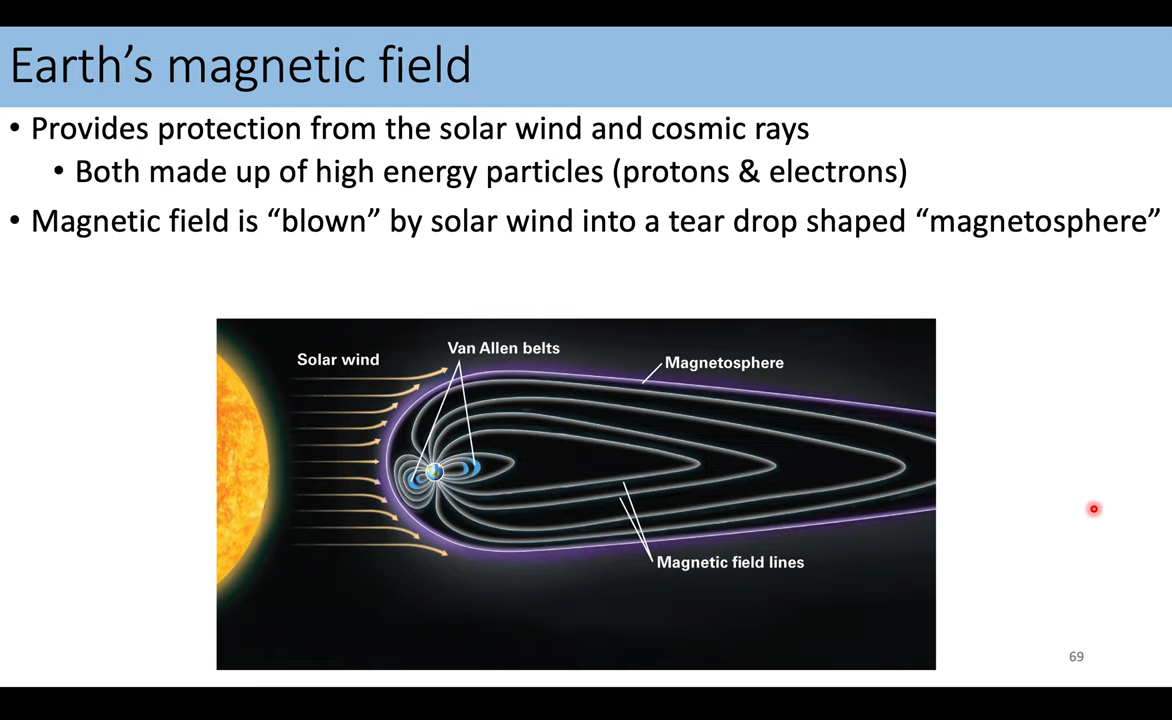 Earth’s magnetic field
• Provides protection from the solar wind and cosmic rays
• Both made up of high energy particles (protons & electrons)
• Magnetic field is “blown” by solar wind into a tear drop shaped “magnetosphere”
Van Allen belts
Solar wind
Magnetosphere
Magnetic field lines
69